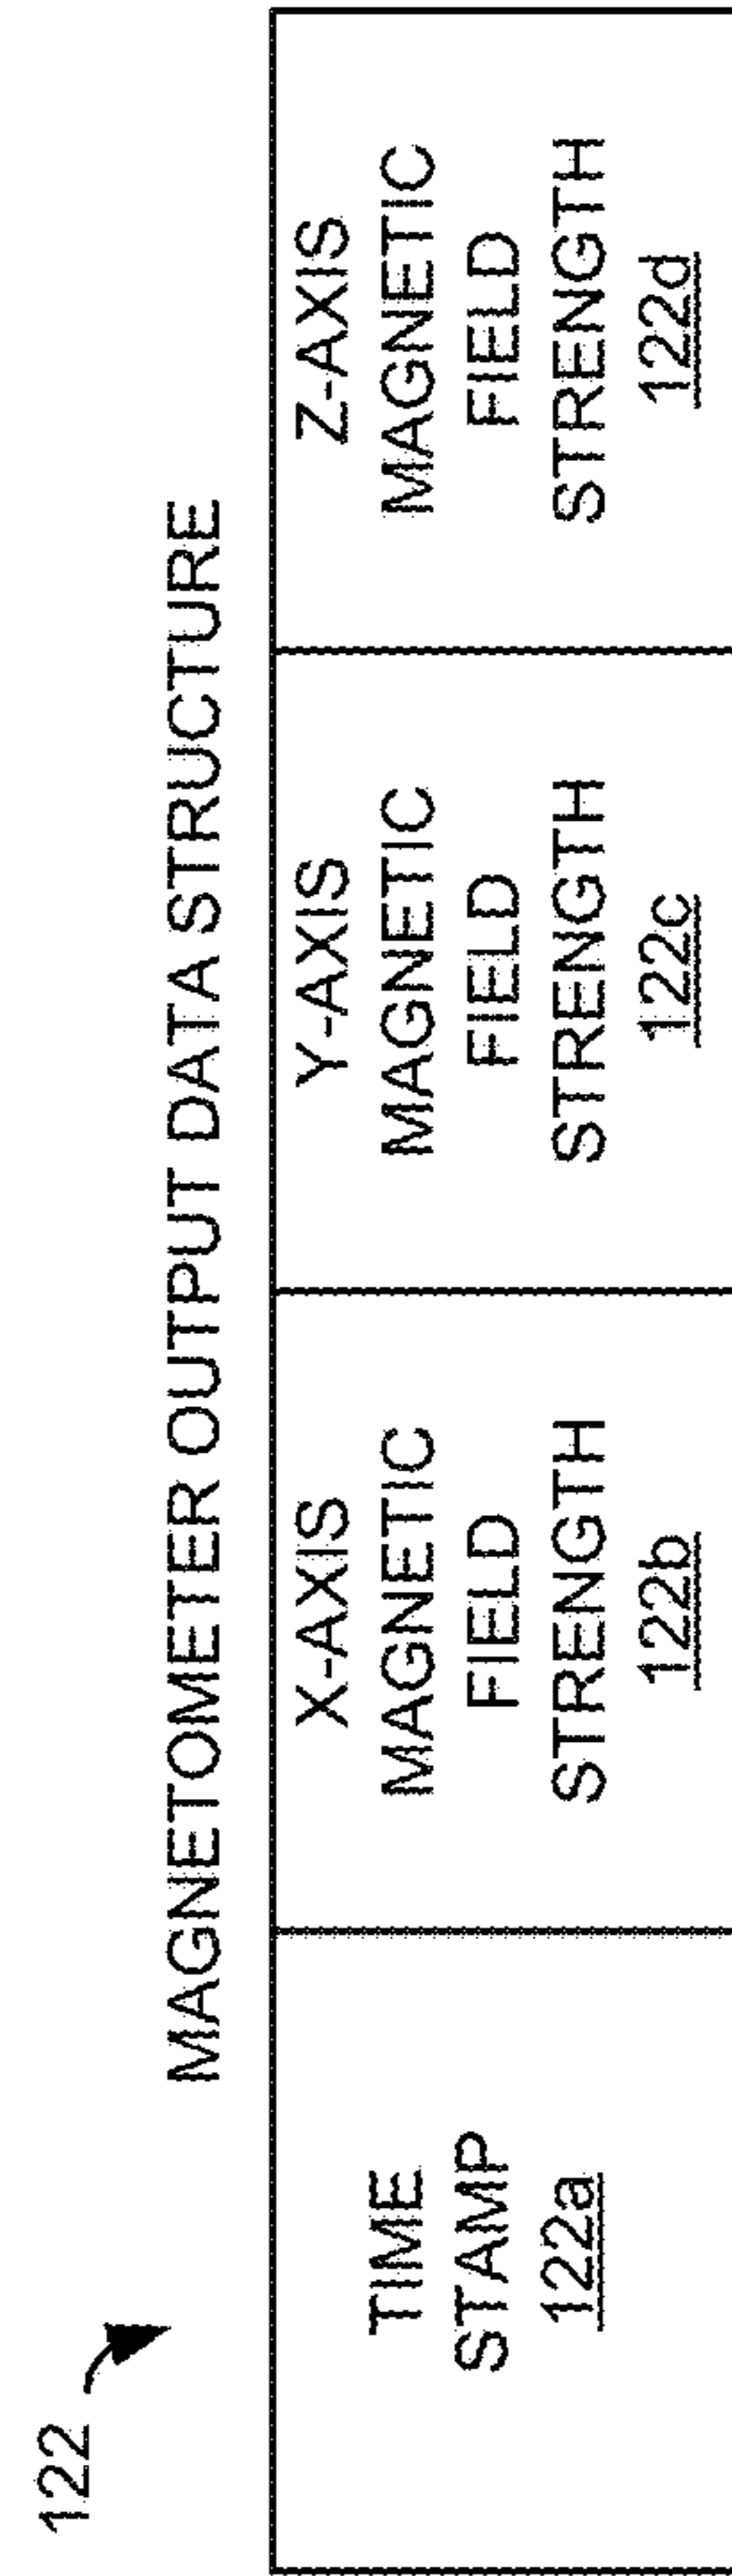 122
MAGNETOMETER OUTPUT DATA STRUCTURE
TIME
STAMP
122a
X-AXIS
MAGNETIC
FIELD
STRENGTH
122b
Y-AXIS
MAGNETIC
FIELD
STRENGTH
122c
Z-AXIS
MAGNETIC
FIELD
STRENGTH
122d